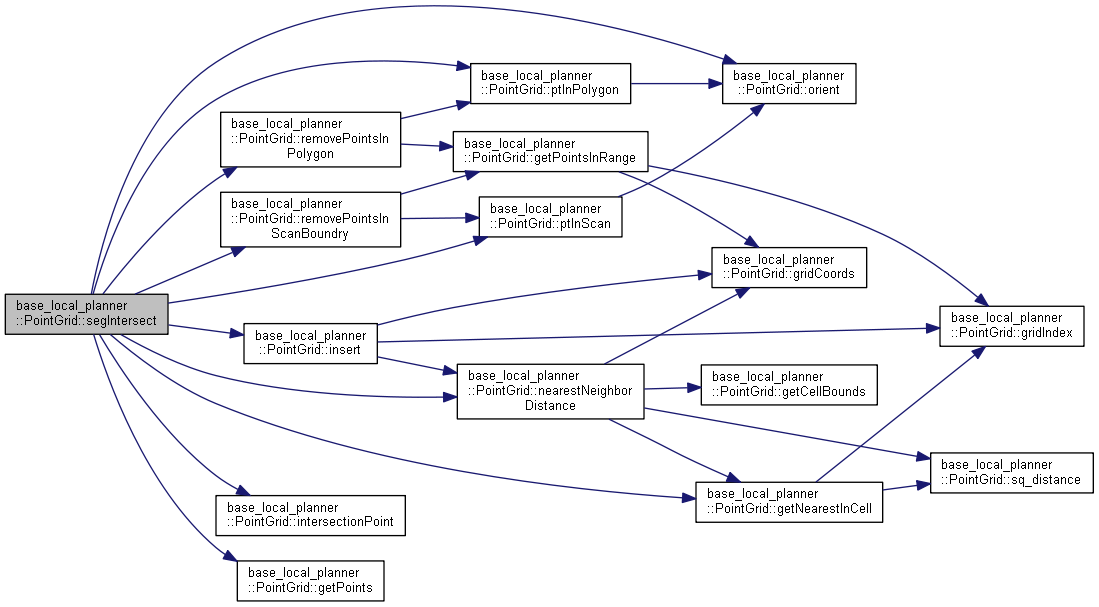 base_local_planner
::PointGrid::segIntersect
base_local_planner
::PointGrid::removePointsIn
Polygon
base_local_planner
::PointGrid::removePointsIn
ScanBoundry
base_local_planner
::PointGrid::insert
base_local_planner
::PointGrid::intersectionPoint
base_local_planner
::PointGrid::getPoints
base_local_planner
::PointGrid::ptInPolygon
base_local_planner
::PointGrid::getPointsInRange
base_local_planner
::PointGrid::ptInScan
base_local_planner
::PointGrid::nearestNeighbor
Distance
base_local_planner
::PointGrid::orient
base_local_planner
::PointGrid::gridCoords
base_local_planner
::PointGrid::getCellBounds
base_local_planner
::PointGrid::getNearestInCell
base_local_planner
::PointGrid::gridIndex
base_local_planner
::PointGrid::sq_distance